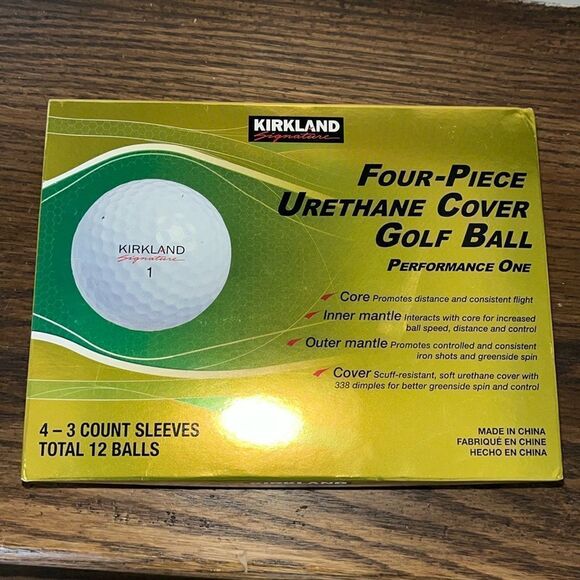 KIRKLAND
Signature
FOUR-PIECE
URETHANE COVER
GOLF BALL
PERFORMANCE ONE
KIRKLAND
Signature
1
Core Promotes distance and consistent flight
Inner mantle Interacts with core for increased
ball speed, distance and control
Outer mantle Promotes controlled and consistent
iron shots and greenside spin
Cover Scuff-resistant, soft urethane cover with
338 dimples for better greenside spin and control
4 – 3 COUNT SLEEVES
TOTAL 12 BALLS
MADE IN CHINA
FABRIQUÉ EN CHINE
HECHO EN CHINA
KIRKLAND